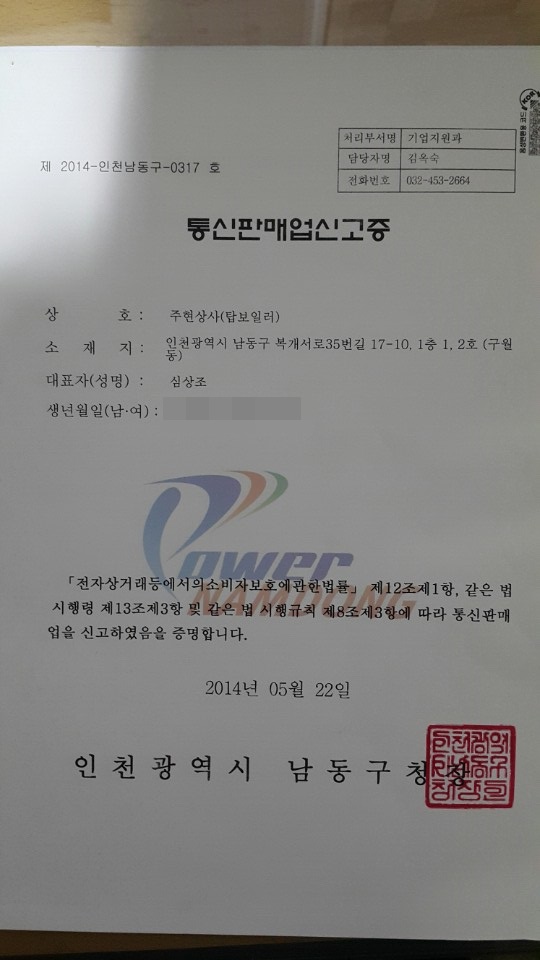 처리부서명 기업지원과
담당자명 김옥숙
전화번호 032-453-2664
제 2014-인천남동구-0317 호
통신판매업신고증
상 호 : 주현상사(탑보일러)
소 재 지 : 인천광역시 남동구 복개서로35번길 17-10, 1층 1, 2호 (구월
동)
대표자(성명) : 심상조
생년월일(남·여) :
Power
NAMDONG
「전자상거래등에서의소비자보호에관한법률」 제12조제1항, 같은 법
시행령 제13조제3항 및 같은 법 시행규칙 제8조제3항에 따라 통신판매
업을 신고하였음을 증명합니다.
2014년 05월 22일
인 천 광 역 시 남 동 구 청 장